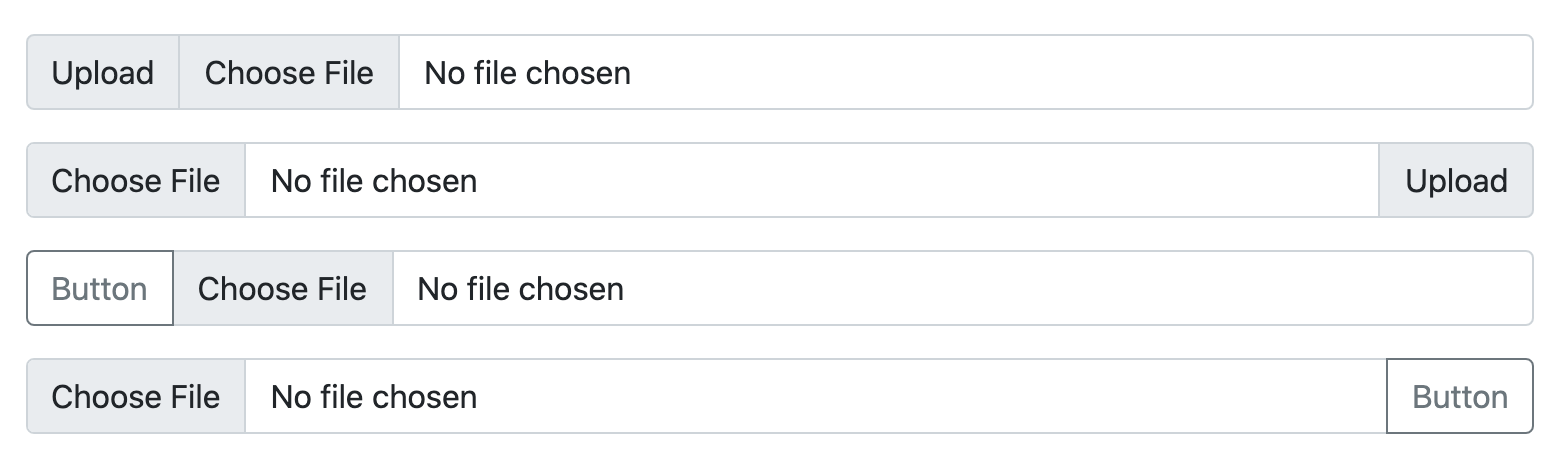 Upload Choose File No file chosen
Choose File No file chosen Upload
Button Choose File No file chosen
Choose File No file chosen Button